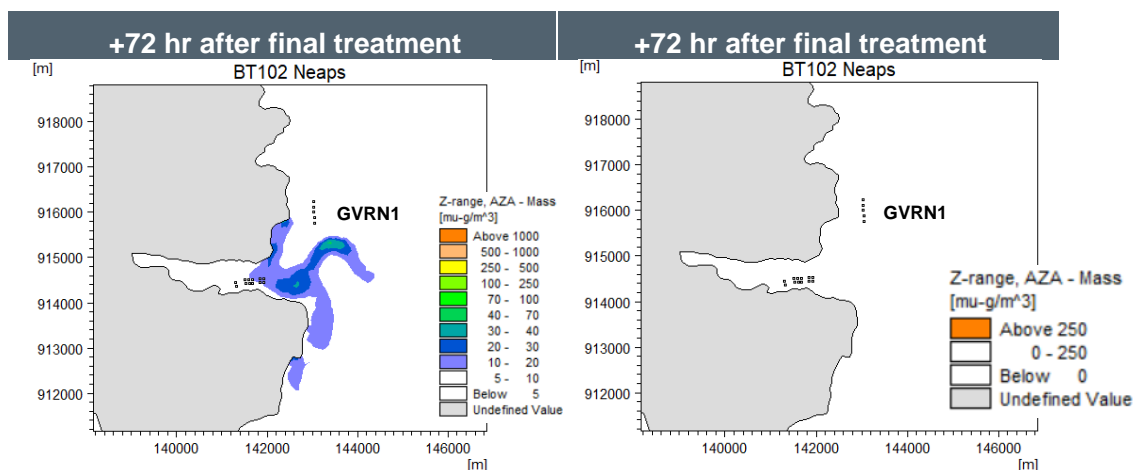 +72 hr after final treatment
BT102 Neaps
[m]
918000
917000
916000
915000
914000
913000
912000
140000 142000 144000 146000
[m]
GVRN1
Z-range, AZA - Mass
[mu-g/m^3]
Above 1000
500 - 1000
250 - 500
100 - 250
70 - 100
40 - 70
30 - 40
20 - 30
10 - 20
5 - 10
Below 5
Undefined Value
+72 hr after final treatment
BT102 Neaps
[m]
918000
917000
916000
915000
914000
913000
912000
140000 142000 144000 146000
[m]
GVRN1
Z-range, AZA - Mass
[mu-g/m^3]
Above 250
0 - 250
Below 0
Undefined Value